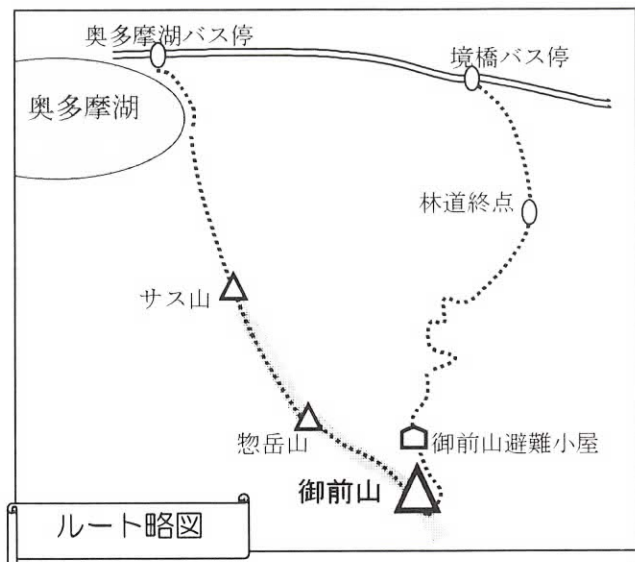 奥多摩湖バス停
境橋バス停
奥多摩湖
林道終点
サス山
惣岳山
御前山避難小屋
御前山
ルート略図